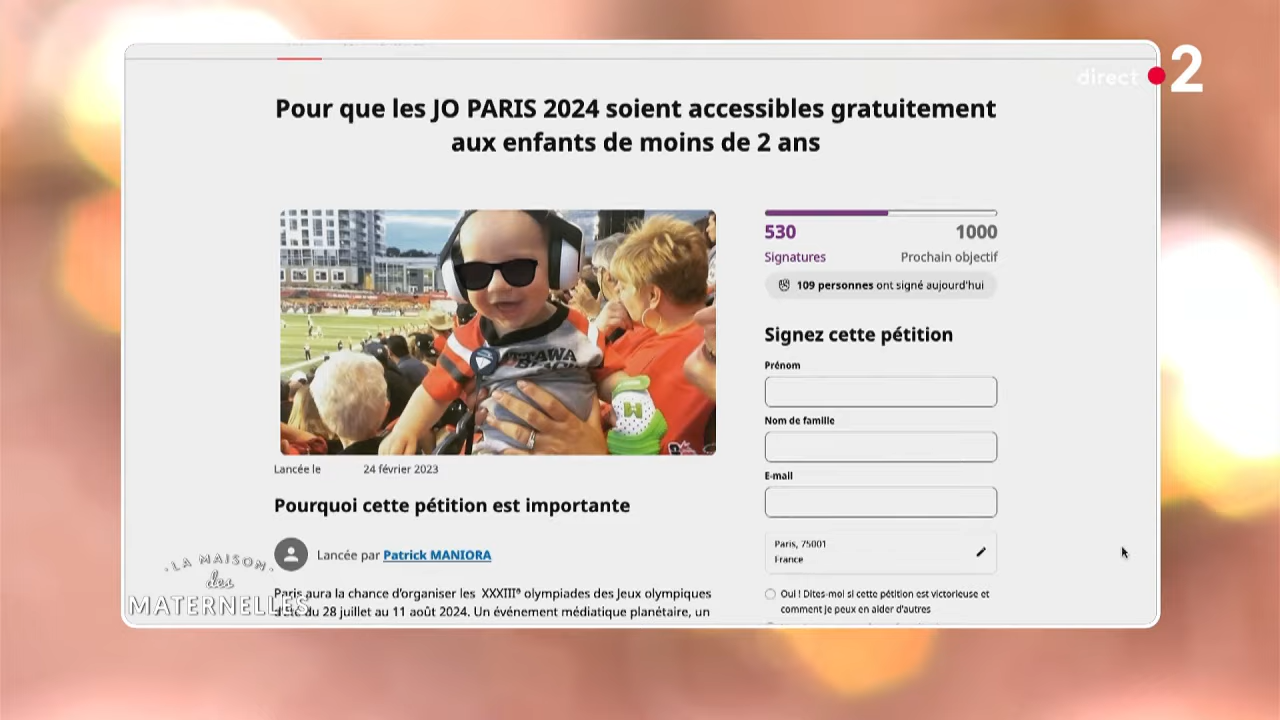 direct 2
Pour que les JO PARIS 2024 soient accessibles gratuitement
aux enfants de moins de 2 ans
530
1000
Signatures
Prochain objectif
109 personnes ont signé aujourd'hui
Signez cette pétition
Prénom
Nom de famille
E-mail
Paris, 75001
France
Oui ! Dites-moi si cette pétition est victorieuse et
comment je peux en aider d'autres
OTTAWA
H
Lancée le 24 février 2023
Pourquoi cette pétition est importante
Lancée par Patrick MANIORA
Paris aura la chance d'organiser les XXXIIIe olympiades des Jeux olympiques
d'été du 28 juillet au 11 août 2024. Un événement médiatique planétaire, un
LA MAISON
des
MATERNELLES